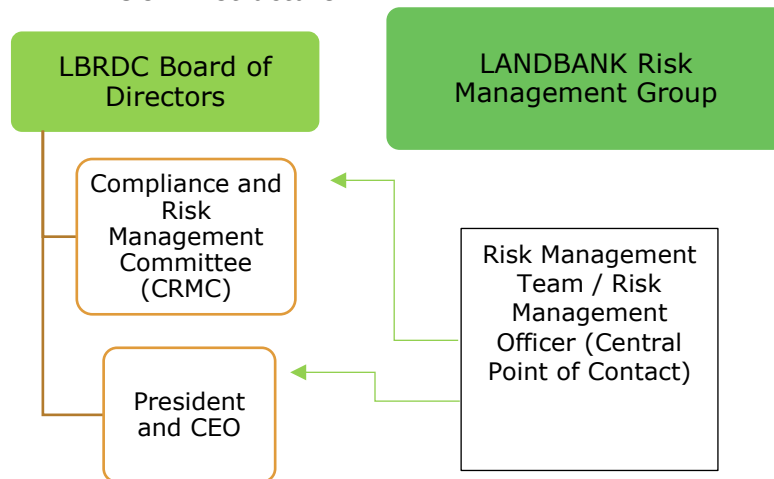 LBRDC Board of
Directors
LANDBANK Risk
Management Group
Compliance and
Risk
Management
Committee
(CRMC)
Risk Management
Team / Risk
Management
Officer (Central
Point of Contact)
President
and CEO